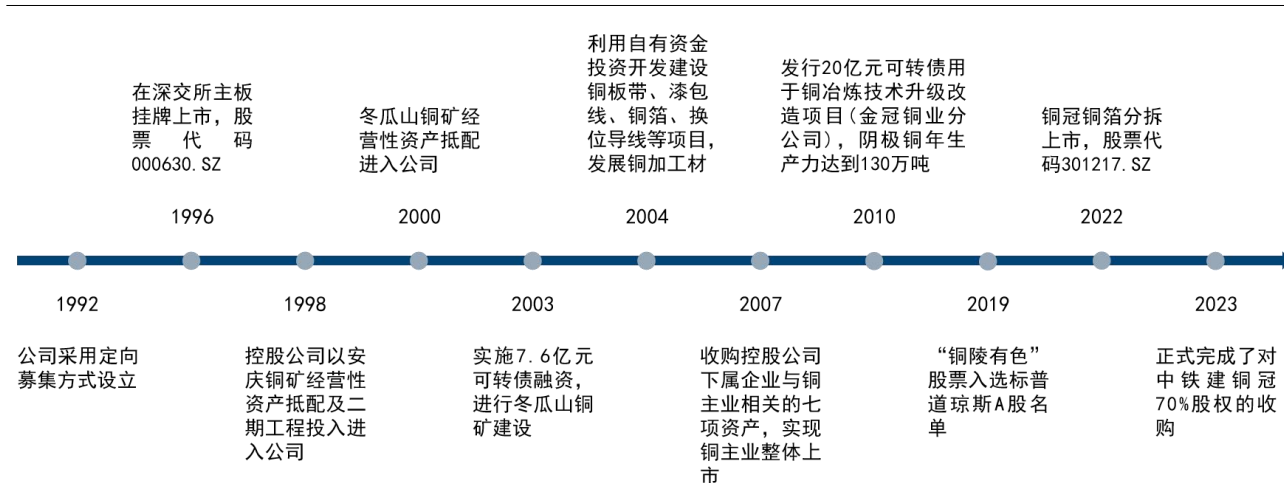 在深交所主板
挂牌上市，股
票代码
000630.SZ
1996
冬瓜山铜矿经
营性资产抵配
进入公司
2000
利用自有资金
投资开发建设
铜板带、漆包
线、铜箔、换
位导线等项目，
发展铜加工材
2004
发行20亿元可转债用
于铜冶炼技术升级改
造项目(金冠铜业分
公司)，阴极铜年生
产力达到130万吨
2010
铜冠铜箔分拆
上市，股票代
码301217.SZ
2022
1992
公司采用定向
募集方式设立
1998
控股公司以安
庆铜矿经营性
资产抵配及二
期工程投入进
入公司
2003
实施7.6亿元
可转债融资，
进行冬瓜山铜
矿建设
2007
收购控股公司
下属企业与铜
主业相关的七
项资产，实现
铜主业整体上
市
2019
“铜陵有色”
股票入选标普
道琼斯A股名
单
2023
正式完成了对
中铁建铜冠
70%股权的收
购